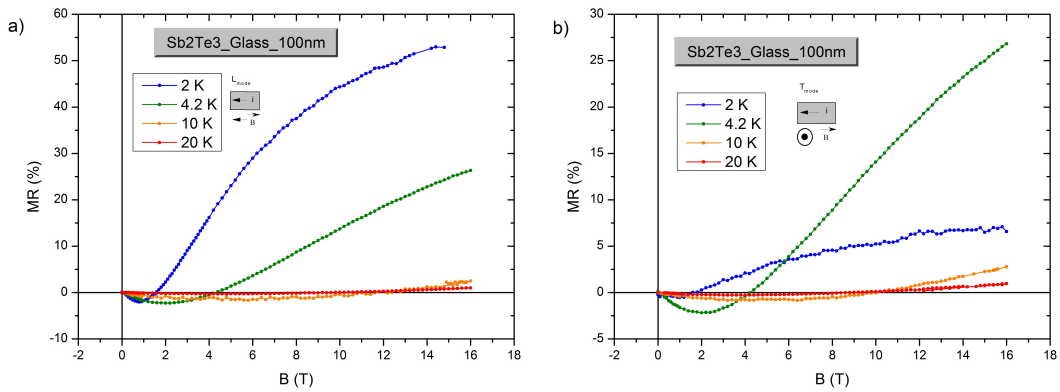 a)
Sb2Te3_Glass_100nm
2 K
4.2 K
10 K
20 K
Lmode
i
B
MR (%)
60
50
40
30
20
10
0
-10
-2 0 2 4 6 8 10 12 14 16 18
B (T)
b)
Sb2Te3_Glass_100nm
2 K
4.2 K
10 K
20 K
Tmode
i
B
MR (%)
30
25
20
15
10
5
0
-5
-2 0 2 4 6 8 10 12 14 16 18
B (T)